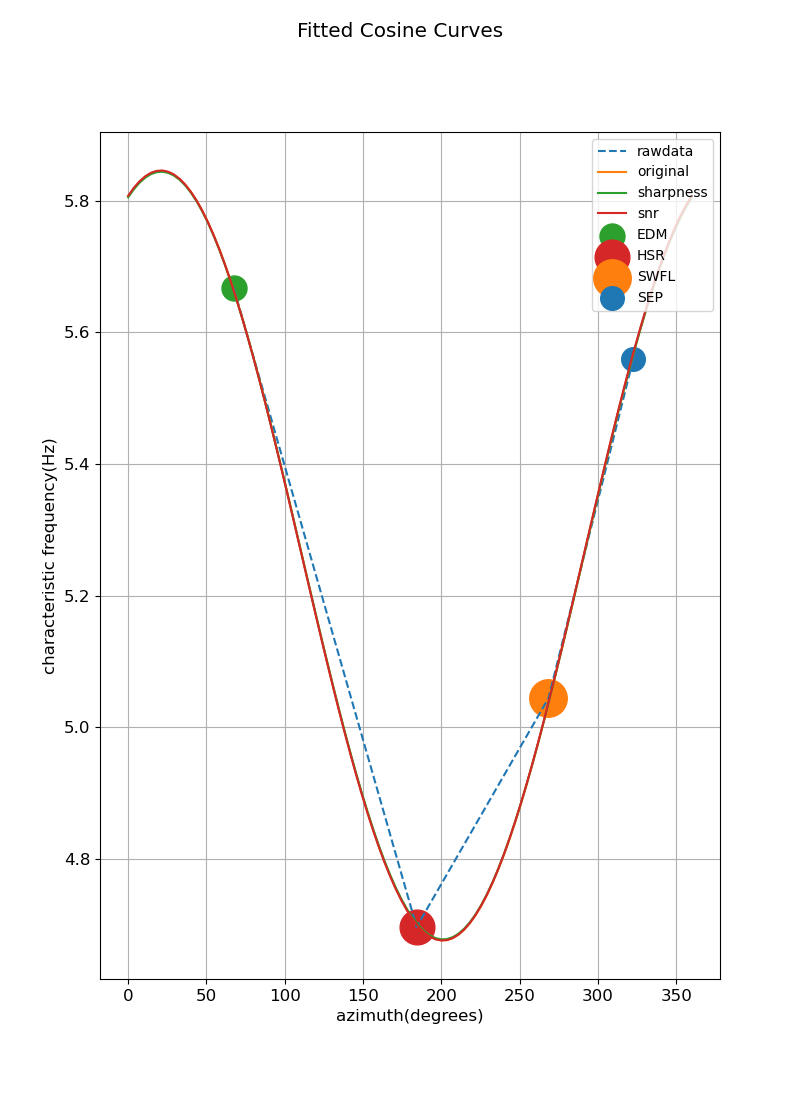 Fitted Cosine Curves
rawdata
original
sharpness
snr
EDM
HSR
SWFL
SEP
characteristic frequency(Hz)
5.8
5.6
5.4
5.2
5.0
4.8
0 50 100 150 200 250 300 350
azimuth(degrees)